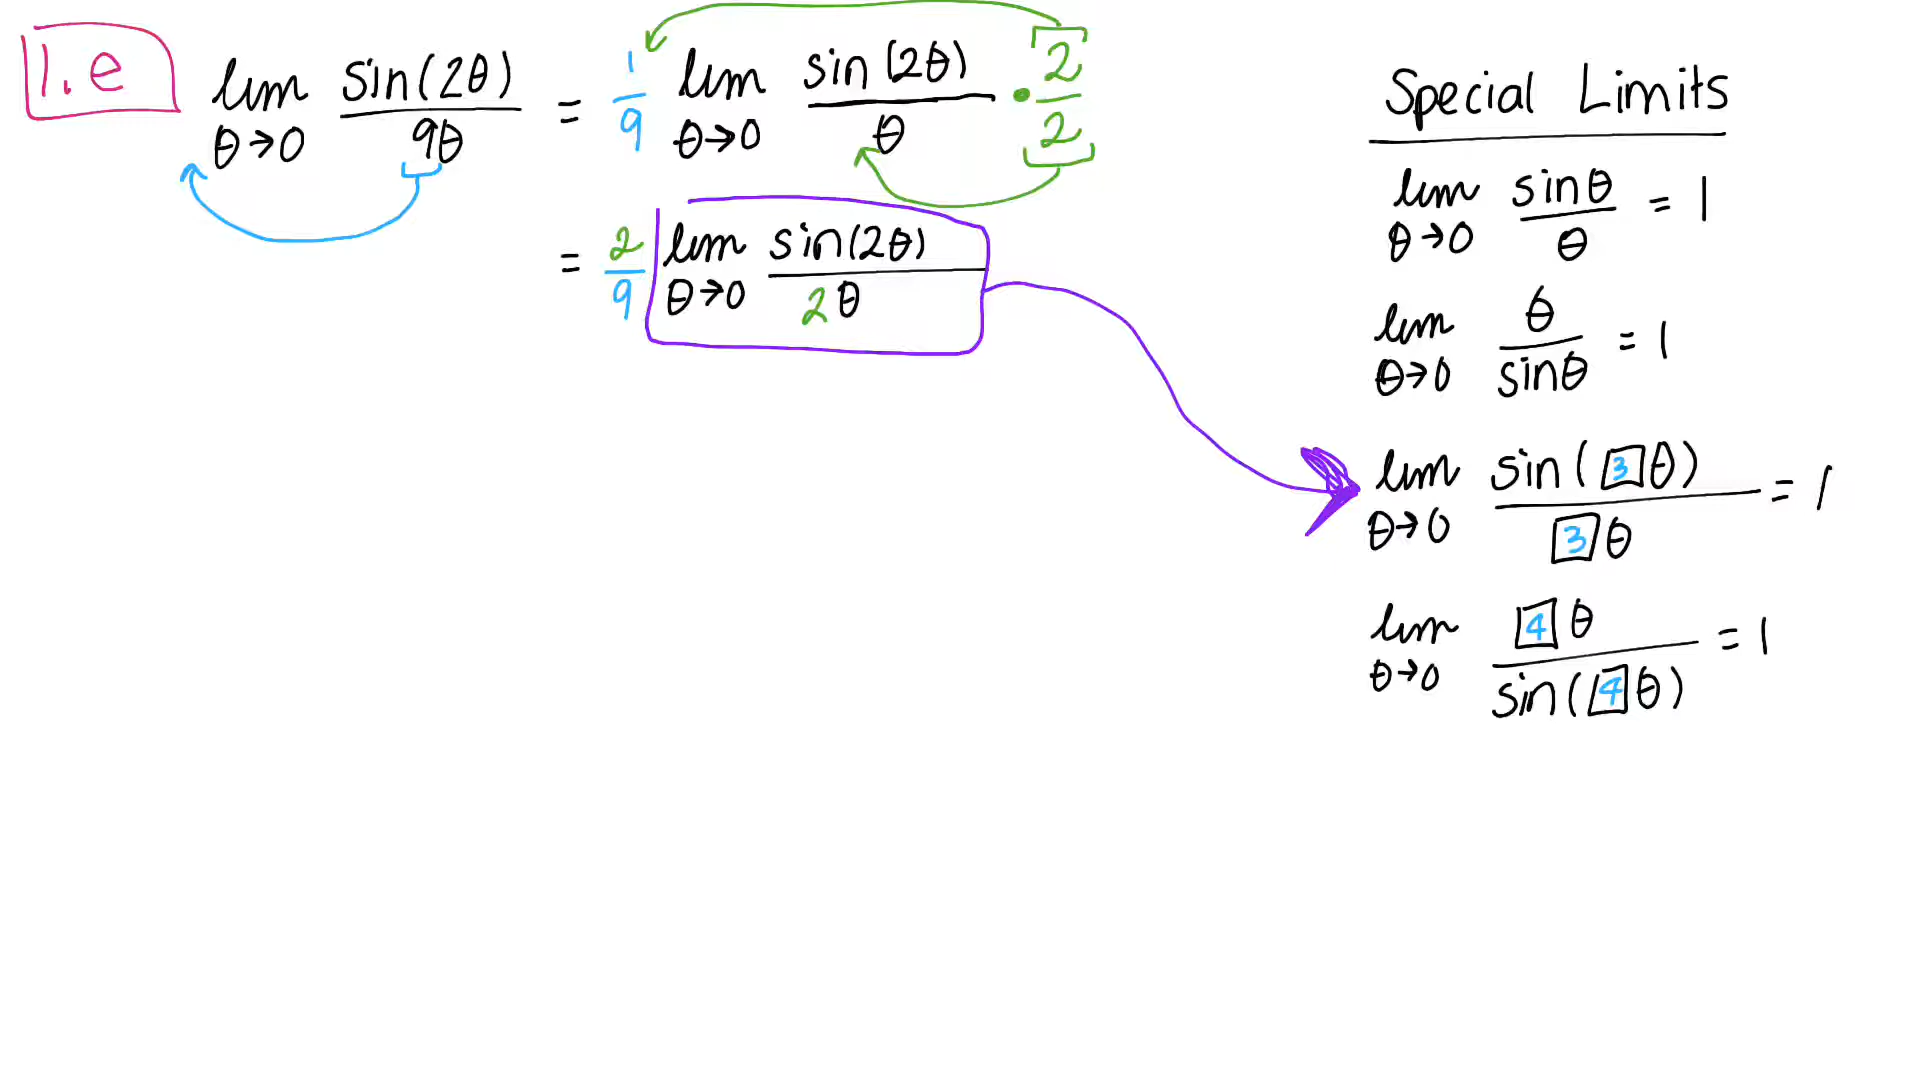 1.e
lim θ→0 sin(2θ)/9θ = 1/9 lim θ→0 sin(2θ)/θ • 2/2
= 2/9 lim θ→0 sin(2θ)/2θ
Special Limits
lim θ→0 sinθ/θ = 1
lim θ→0 θ/sinθ = 1
lim θ→0 sin(3θ)/3θ = 1
lim θ→0 4θ/sin(4θ) = 1